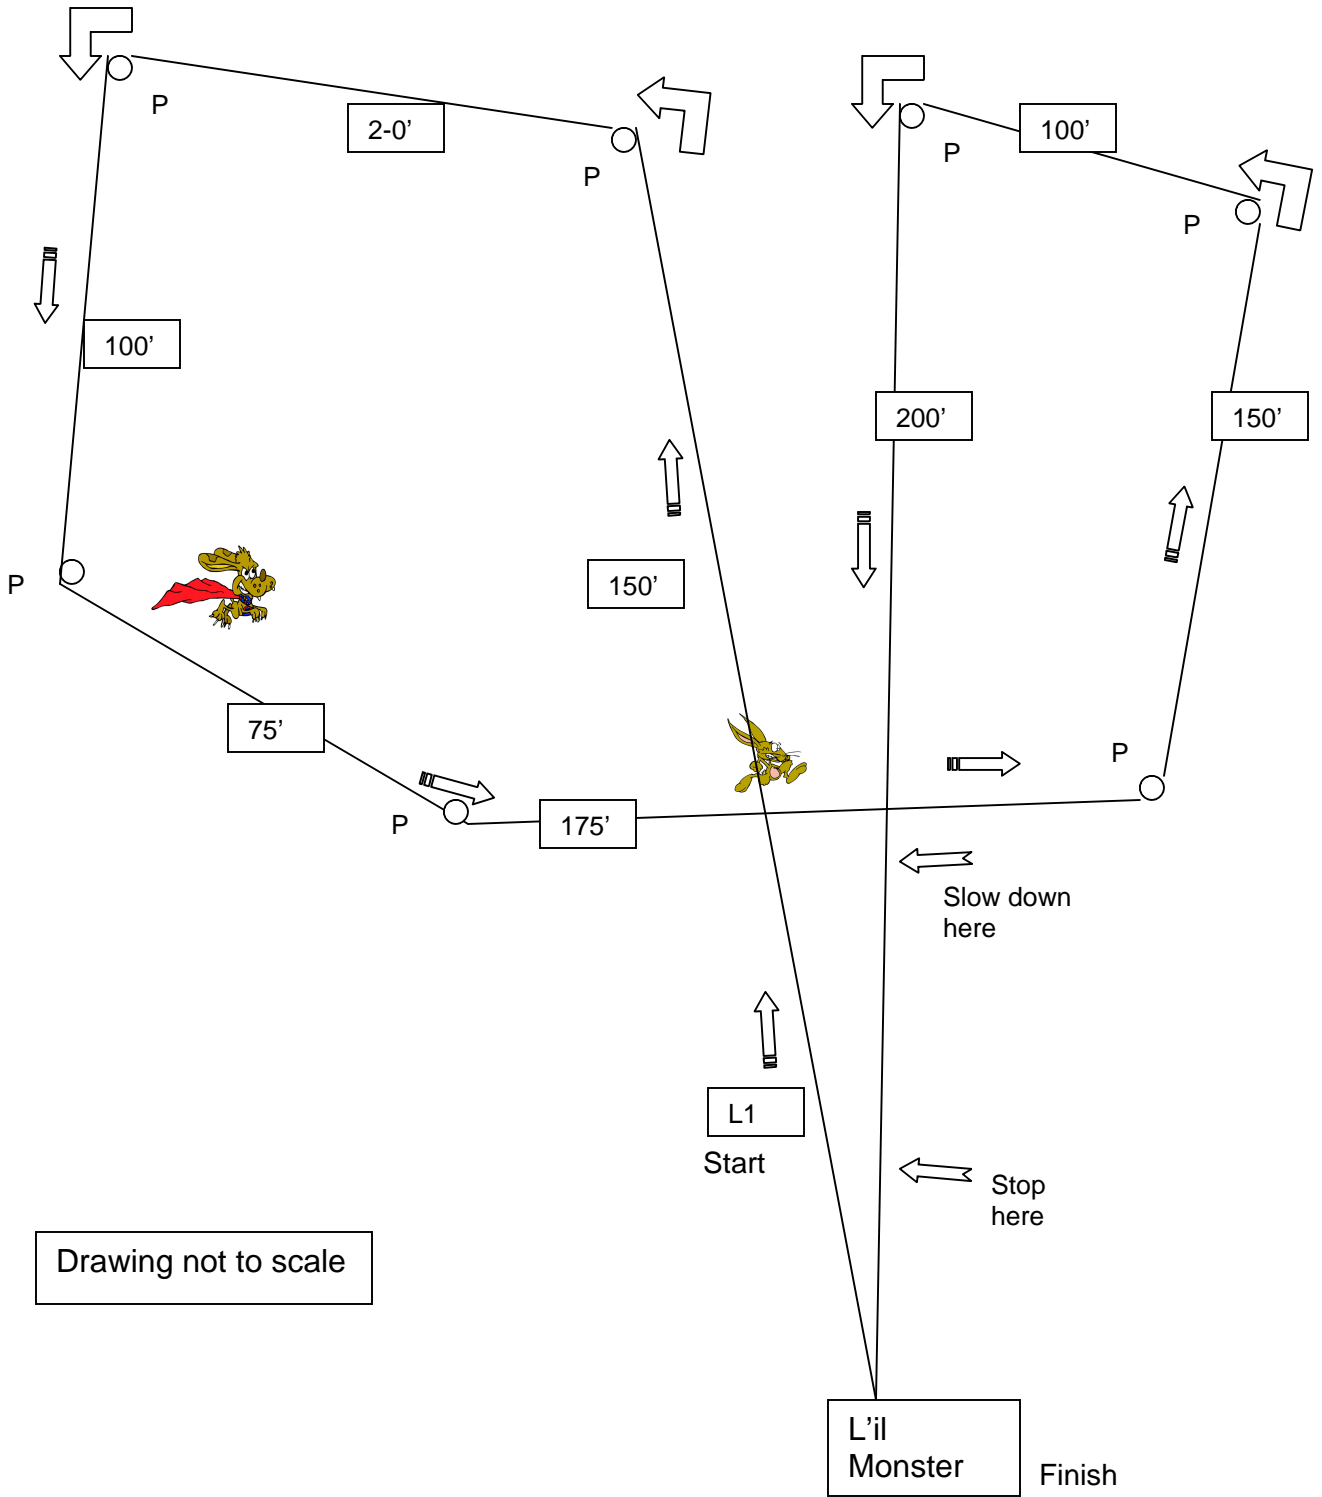 P
2-0’
P
P
100’
P
100’
200’
150’
P
150’
P
75’
P
175’
Slow down
here
L1
Start
Stop
here
Drawing not to scale
L’il
Monster
Finish